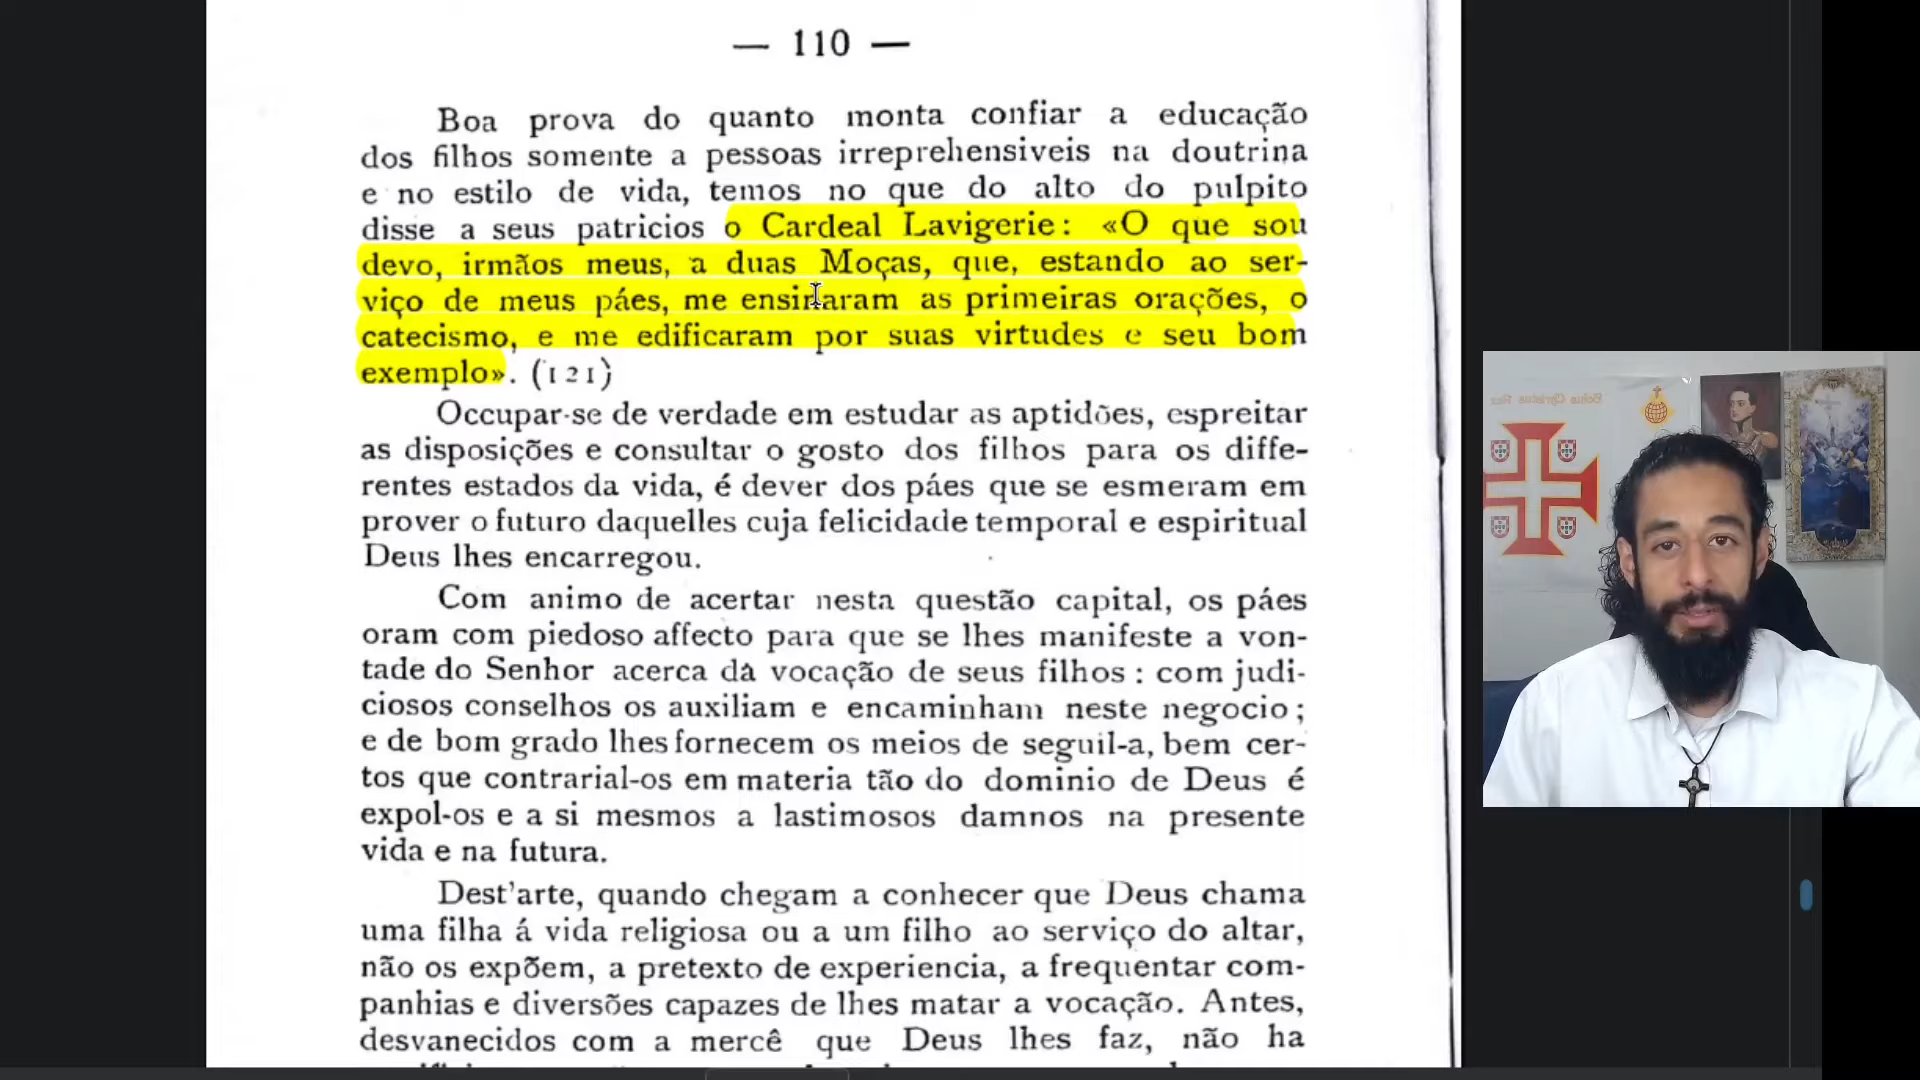 — 110 —
Boa prova do quanto monta confiar a educação
dos filhos somente a pessoas irreprehensiveis na doutrina
e no estilo de vida, temos no que do alto do pulpito
disse a seus patricios o Cardeal Lavigerie: «O que sou
devo, irmãos meus, a duas Moças, que, estando ao ser-
viço de meus páes, me ensinaram as primeiras orações, o
catecismo, e me edificaram por suas virtudes e seu bom
exemplo». (121)
Occupar-se de verdade em estudar as aptidões, espreitar
as disposições e consultar o gosto dos filhos para os diffe-
rentes estados da vida, é dever dos páes que se esmeram em
prover o futuro daquelles cuja felicidade temporal e espiritual
Deus lhes encarregou.
Com animo de acertar nesta questão capital, os páes
oram com piedoso affecto para que se lhes manifeste a von-
tade do Senhor acerca da vocação de seus filhos : com judi-
ciosos conselhos os auxiliam e encaminham neste negocio ;
e de bom grado lhes fornecem os meios de seguil-a, bem cer-
tos que contrarial-os em materia tão do dominio de Deus é
expol-os e a si mesmos a lastimosos damnos na presente
vida e na futura.
Dest'arte, quando chegam a conhecer que Deus chama
uma filha á vida religiosa ou a um filho ao serviço do altar,
não os expõem, a pretexto de experiencia, a frequentar com-
panhias e diversões capazes de lhes matar a vocação. Antes,
desvanecidos com a mercê que Deus lhes faz, não ha